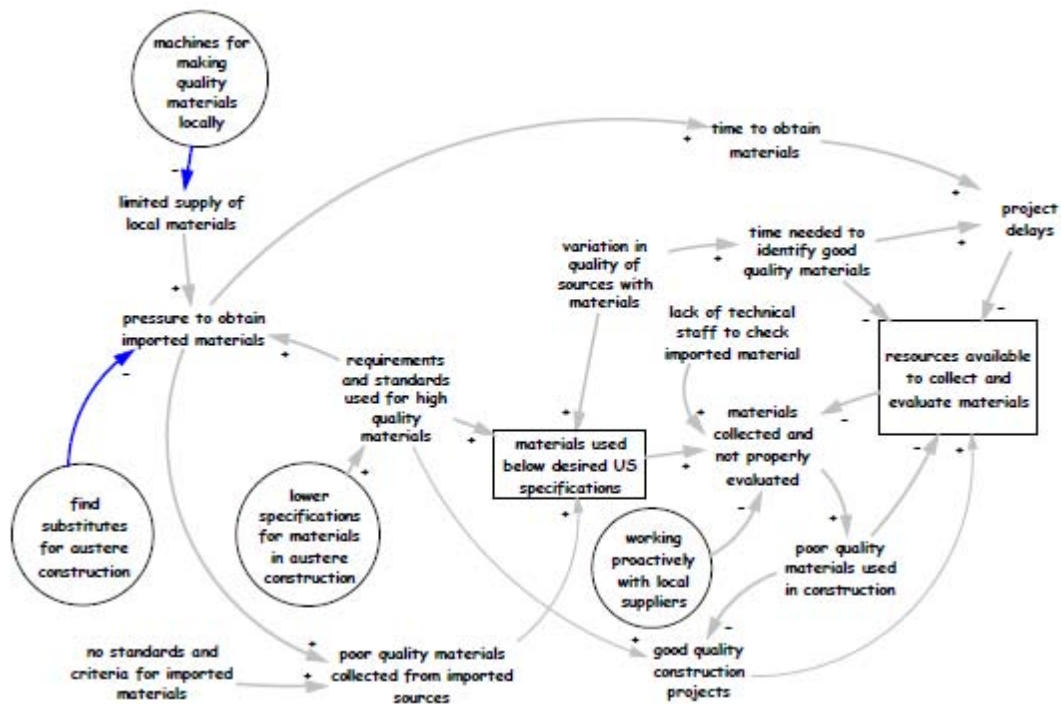 machines for
making
quality
materials
locally
-
limited supply of
local materials
+
pressure to obtain
imported materials
-
+
find
substitutes
for austere
construction
requirements
and standards
used for high
quality
materials
+
lower
specifications
for materials
in austere
construction
+
time to obtain
materials
+
project
delays
+
-
variation in
quality of
sources with
materials
+
time needed to
identify good
quality materials
+
-
lack of technical
staff to check
imported material
+
resources available
to collect and
evaluate materials
-
-
+
materials used
below desired US
specifications
+
+
+
materials
collected and
not properly
evaluated
-
working
proactively
with local
suppliers
+
poor quality
materials used
in construction
-
+
good quality
construction
projects
no standards and
criteria for imported
materials
+
+
poor quality materials
collected from imported
sources